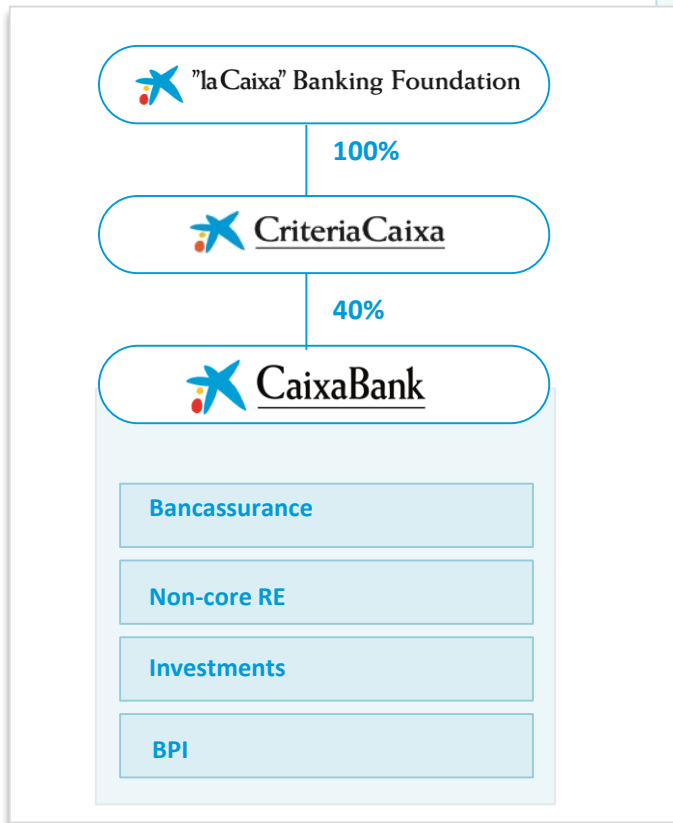 "la Caixa" Banking Foundation
100%
CriteriaCaixa
40%
CaixaBank
Bancassurance
Non-core RE
Investments
BPI